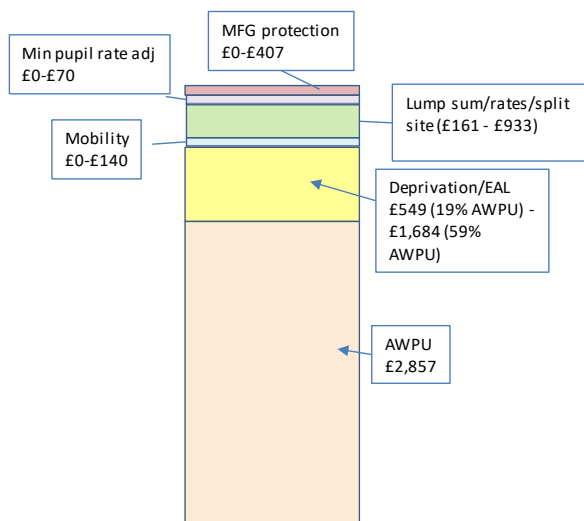 MFG protection
£0-£407
Min pupil rate adj
£0-£70
Lump sum/rates/split
site (£161 - £933)
Mobility
£0-£140
Deprivation/EAL
£549 (19% AWPU) -
£1,684 (59%
AWPU)
AWPU
£2,857